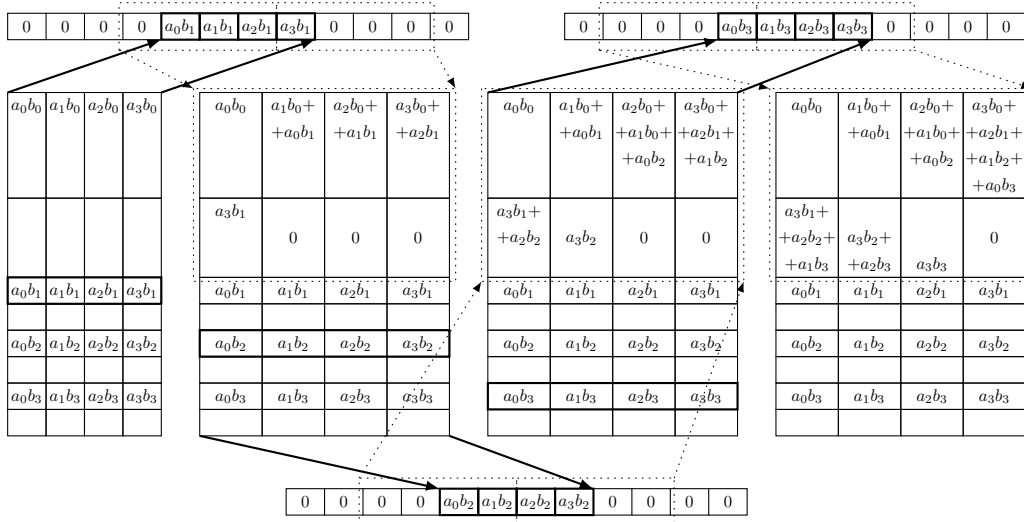 0 0 0 0 a₀b₁ a₁b₁ a₂b₁ a₃b₁ 0 0 0 0 0 0 0 0 a₀b₃ a₁b₃ a₂b₃ a₃b₃ 0 0 0 0
a₀b₀ a₁b₀ a₂b₀ a₃b₀ a₀b₀ a₁b₀+ a₂b₀+ a₃b₀+ a₀b₀ a₁b₀+ a₂b₀+ a₃b₀+ a₀b₀ a₁b₀+ a₂b₀+ a₃b₀+
+a₀b₁ +a₁b₁ +a₂b₁ +a₀b₁ +a₁b₀+ +a₂b₁+ +a₀b₁ +a₁b₀+ +a₂b₁+
+a₀b₂ +a₁b₂ +a₀b₂ +a₁b₂+
+a₀b₃
a₃b₁ a₃b₁+ a₃b₁+
0 0 0 +a₂b₂ a₃b₂ 0 0 +a₂b₂+ a₃b₂+ 0
+a₁b₃ +a₂b₃ a₃b₃
a₀b₁ a₁b₁ a₂b₁ a₃b₁ a₀b₁ a₁b₁ a₂b₁ a₃b₁ a₀b₁ a₁b₁ a₂b₁ a₃b₁ a₀b₁ a₁b₁ a₂b₁ a₃b₁
a₀b₂ a₁b₂ a₂b₂ a₃b₂ a₀b₂ a₁b₂ a₂b₂ a₃b₂ a₀b₂ a₁b₂ a₂b₂ a₃b₂ a₀b₂ a₁b₂ a₂b₂ a₃b₂
a₀b₃ a₁b₃ a₂b₃ a₃b₃ a₀b₃ a₁b₃ a₂b₃ a₃b₃ a₀b₃ a₁b₃ a₂b₃ a₃b₃ a₀b₃ a₁b₃ a₂b₃ a₃b₃
0 0 0 0 a₀b₂ a₁b₂ a₂b₂ a₃b₂ 0 0 0 0